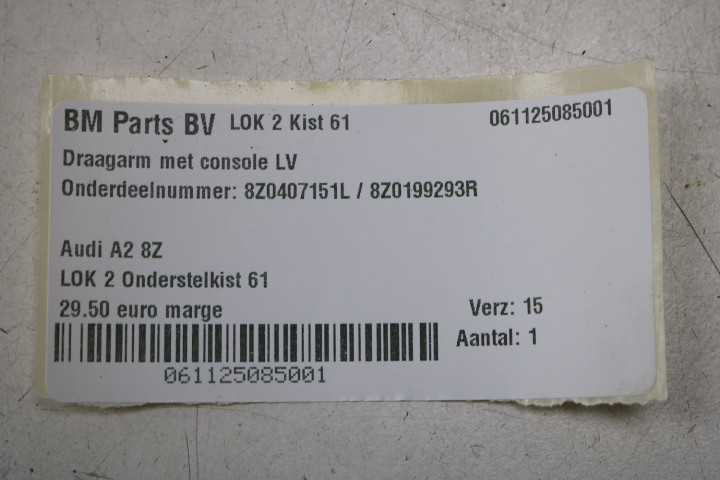 BM Parts BV LOK 2 Kist 61 061125085001
Draagarm met console LV
Onderdeelnummer: 8Z0407151L / 8Z0199293R
Audi A2 8Z
LOK 2 Onderstelkist 61
29.50 euro marge Verz: 15
Aantal: 1
061125085001